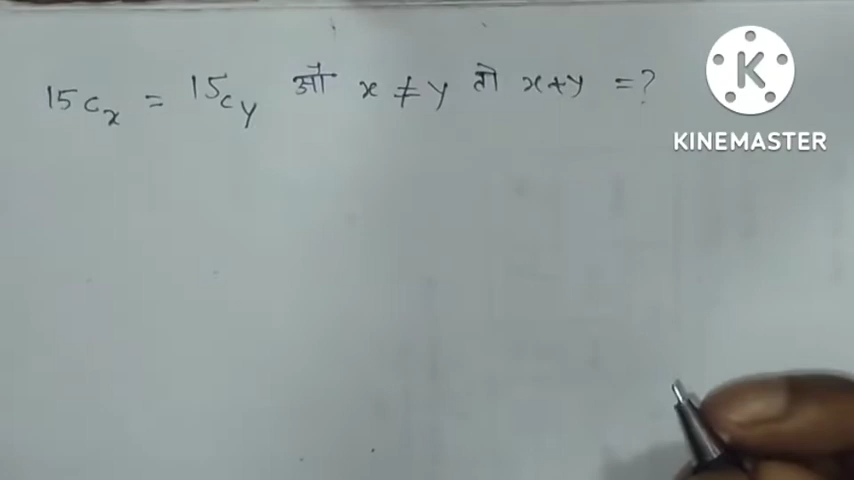 15Cx = 15Cy औ x ≠ y तो x+y = ?
KINEMASTER